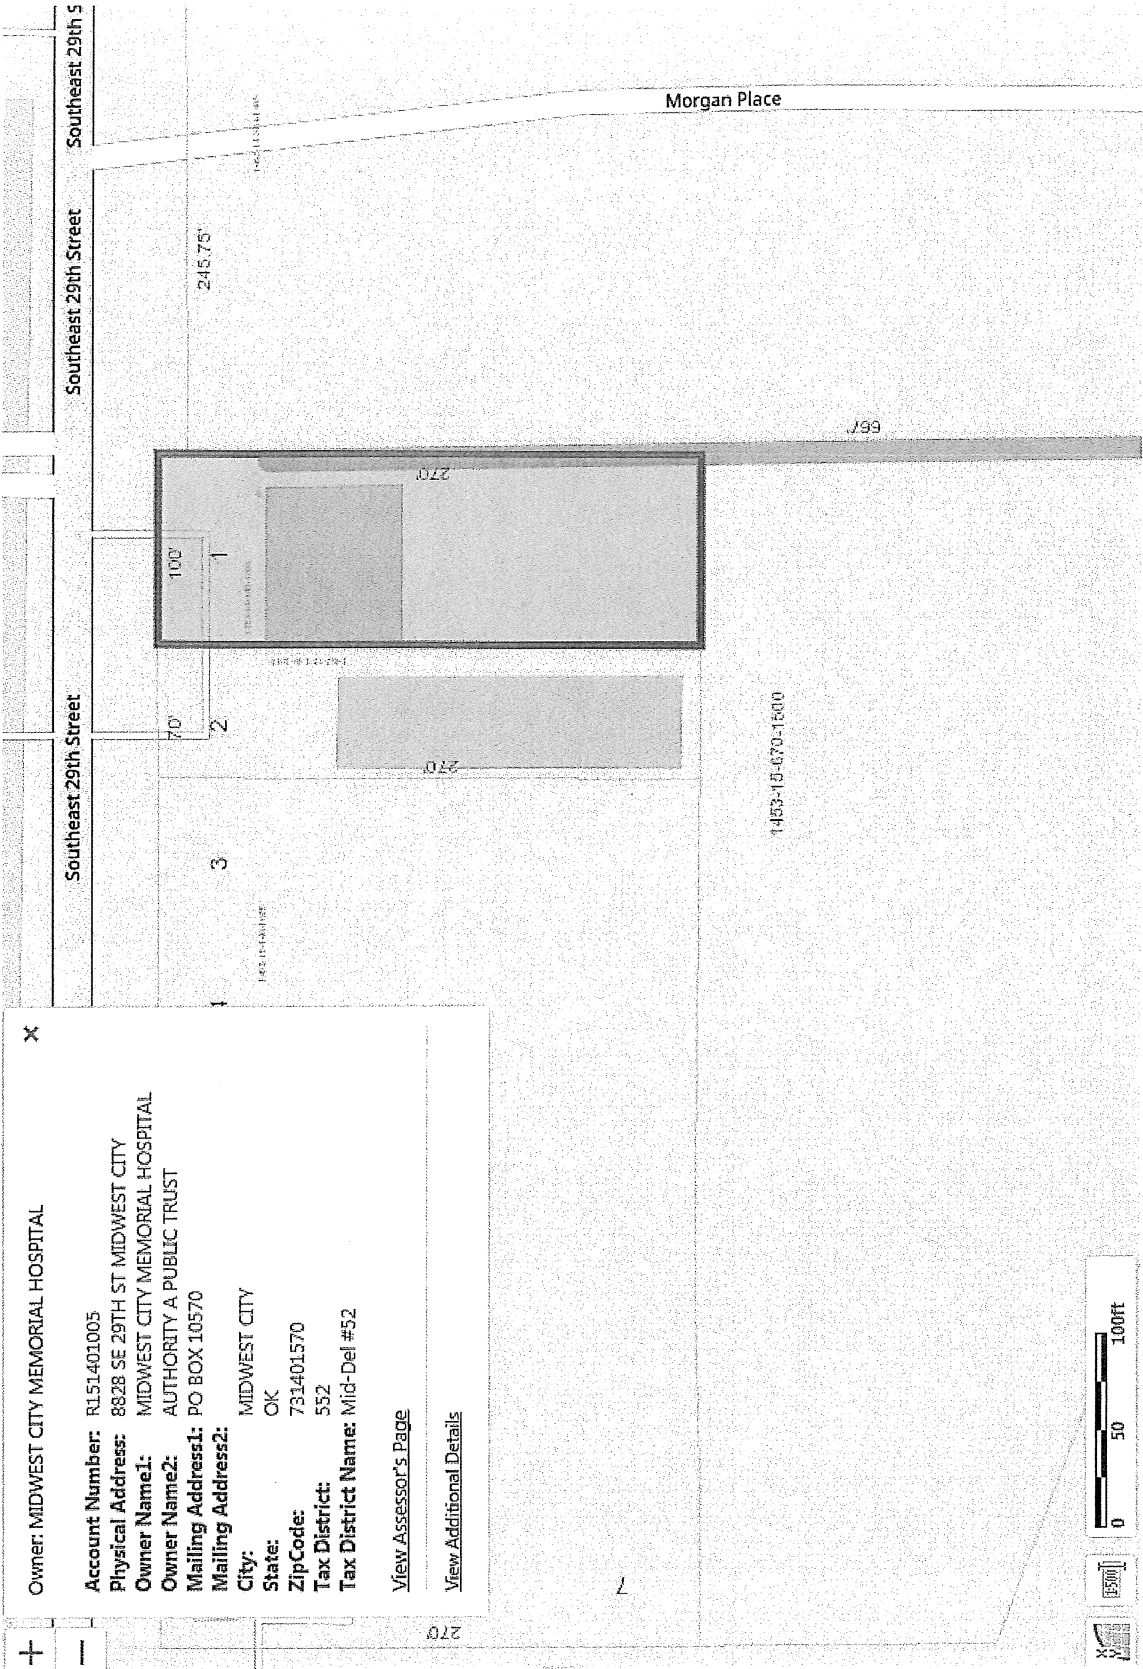 Owner: MIDWEST CITY MEMORIAL HOSPITAL
x
Account Number: R151401005
Physical Address: 8828 SE 29TH ST MIDWEST CITY
Owner Name1: MIDWEST CITY MEMORIAL HOSPITAL
Owner Name2: AUTHORITY A PUBLIC TRUST
Mailing Address1: PO BOX 10570
Mailing Address2:
City: MIDWEST CITY
State: OK
ZipCode: 731401570
Tax District: 552
Tax District Name: Mid-Del #52
View Assessor's Page
View Additional Details
Southeast 29th Street
Southeast 29th Street
Southeast 29th S
Morgan Place
245.75'
100'
70'
270'
270'
270'
667'
1
2
3
4
7
1453-15-670-1500
1:500
0 50 100ft